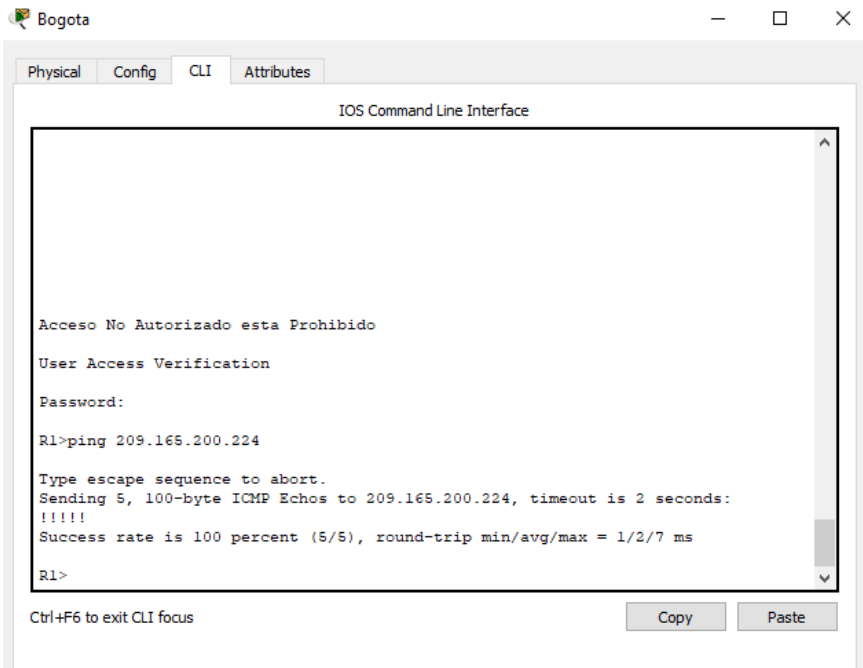 Bogota
Physical Config CLI Attributes
IOS Command Line Interface
Acceso No Autorizado esta Prohibido
User Access Verification
Password:
R1>ping 209.165.200.224
Type escape sequence to abort.
Sending 5, 100-byte ICMP Echos to 209.165.200.224, timeout is 2 seconds:
!!!!!
Success rate is 100 percent (5/5), round-trip min/avg/max = 1/2/7 ms
R1>
Ctrl+F6 to exit CLI focus
Copy Paste